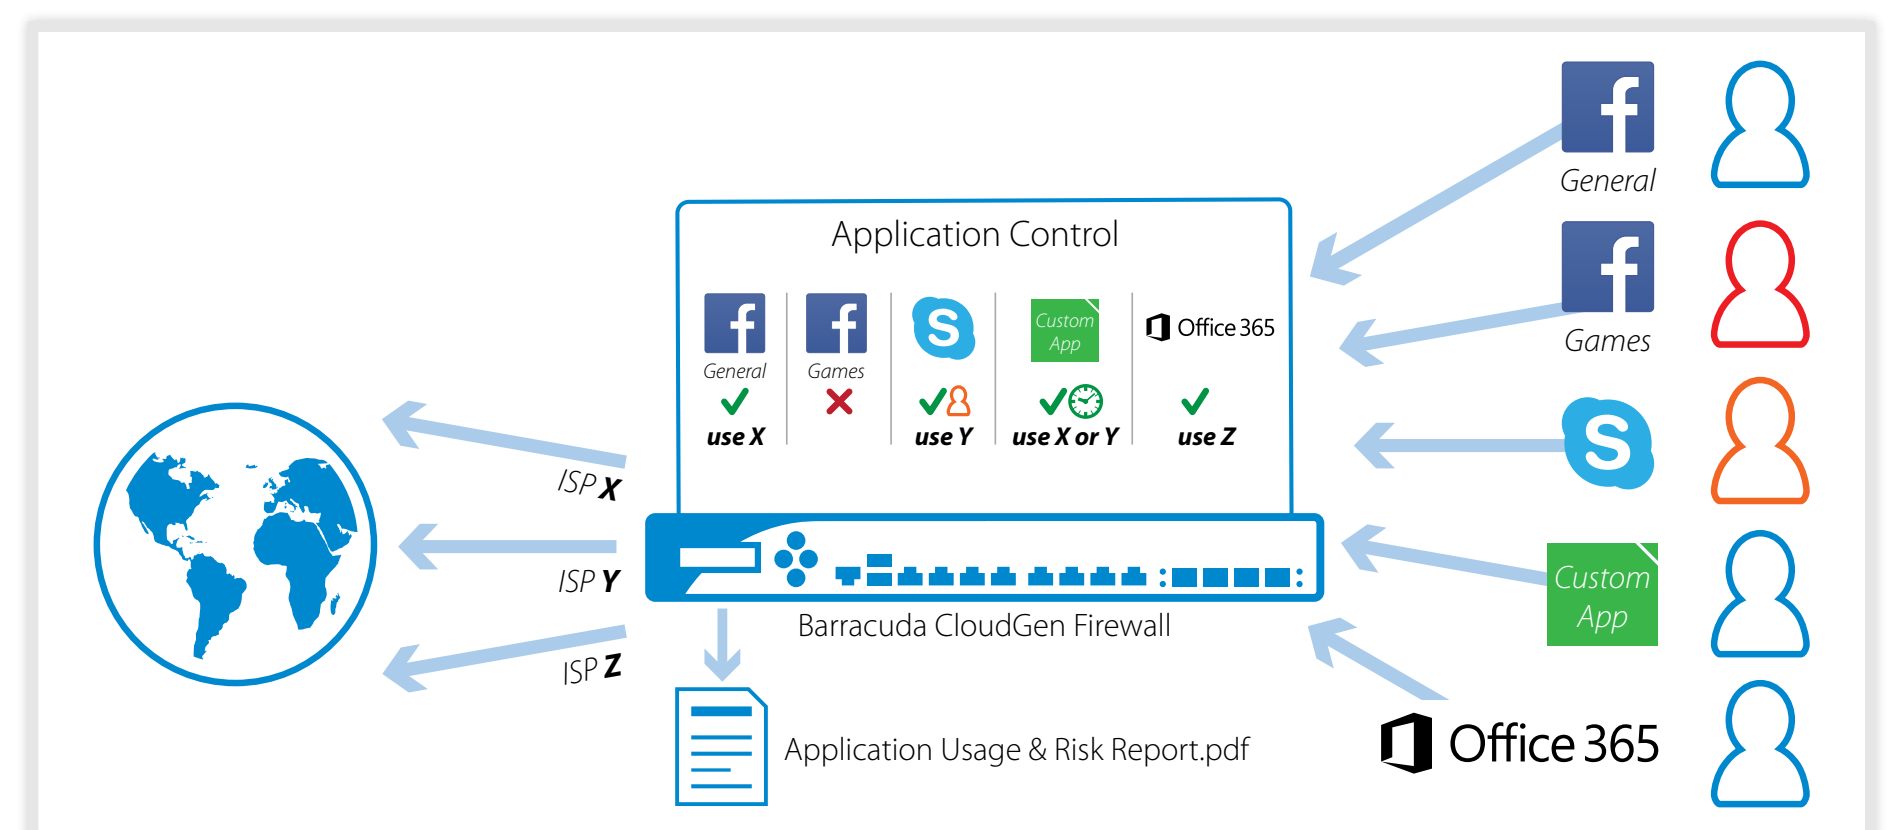 General
Games
Application Control
Custom
App
Office 365
General
Games
use X
use Y
use X or Y
use Z
ISP X
ISP Y
ISP Z
Custom
App
Barracuda CloudGen Firewall
Application Usage & Risk Report.pdf
Office 365